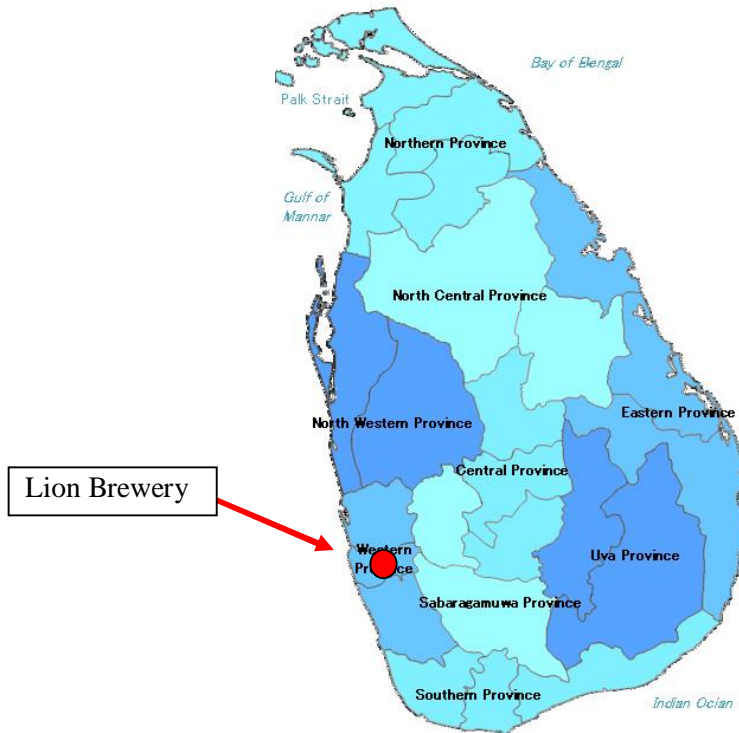 Bay of Bengal
Palk Strait
Northern Province
Gulf of
Mannar
North Central Province
North Western Province
Eastern Province
Central Province
Lion Brewery
Western
Province
Uva Province
Sabaragamuwa Province
Southern Province
Indian Ocian